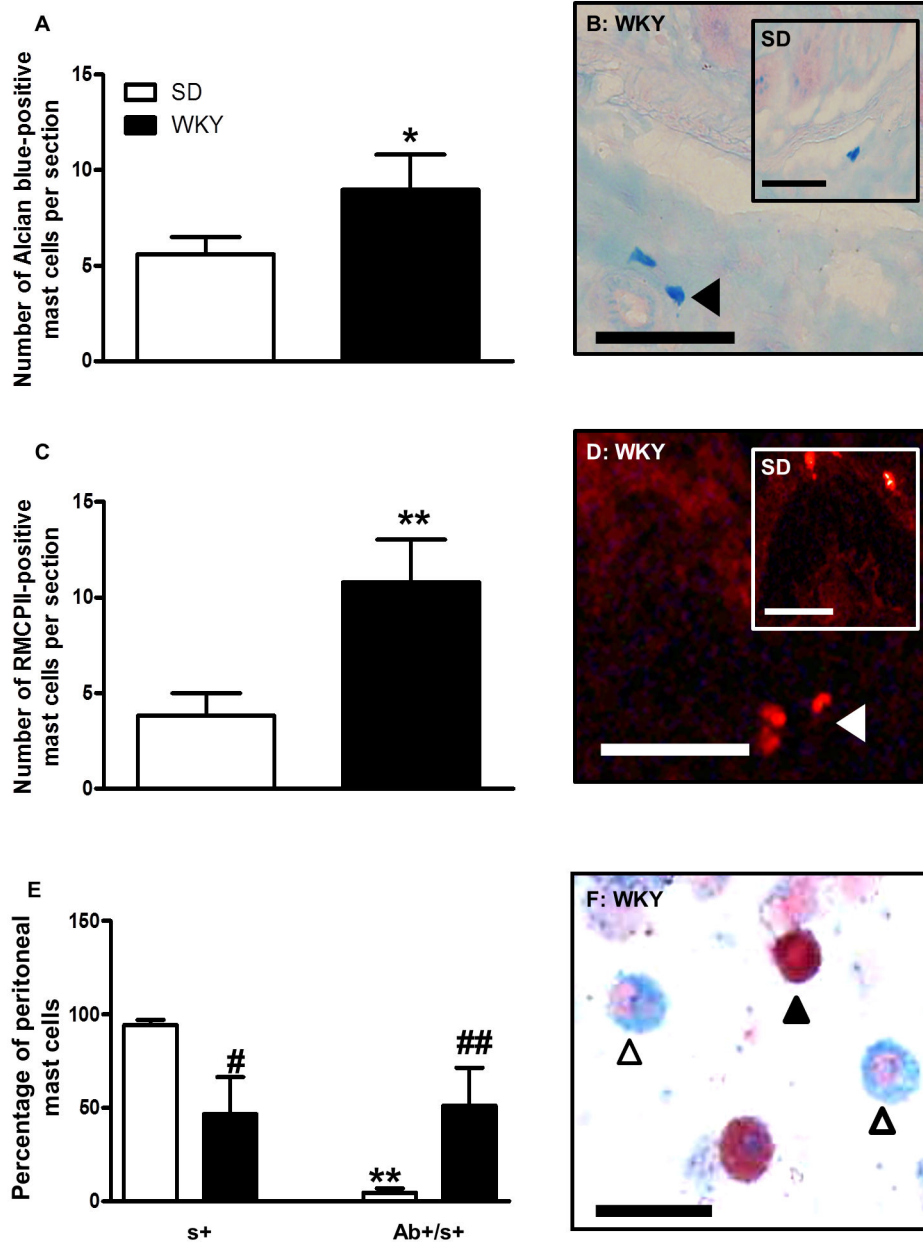 A
Number of Alcian blue-positive
mast cells per section
15
10
5
0
SD
WKY
*
B: WKY
SD
C
Number of RMCPII-positive
mast cells per section
15
10
5
0
**
D: WKY
SD
E
Percentage of peritoneal
mast cells
150
100
50
0
#
**
##
s+
Ab+/s+
F: WKY